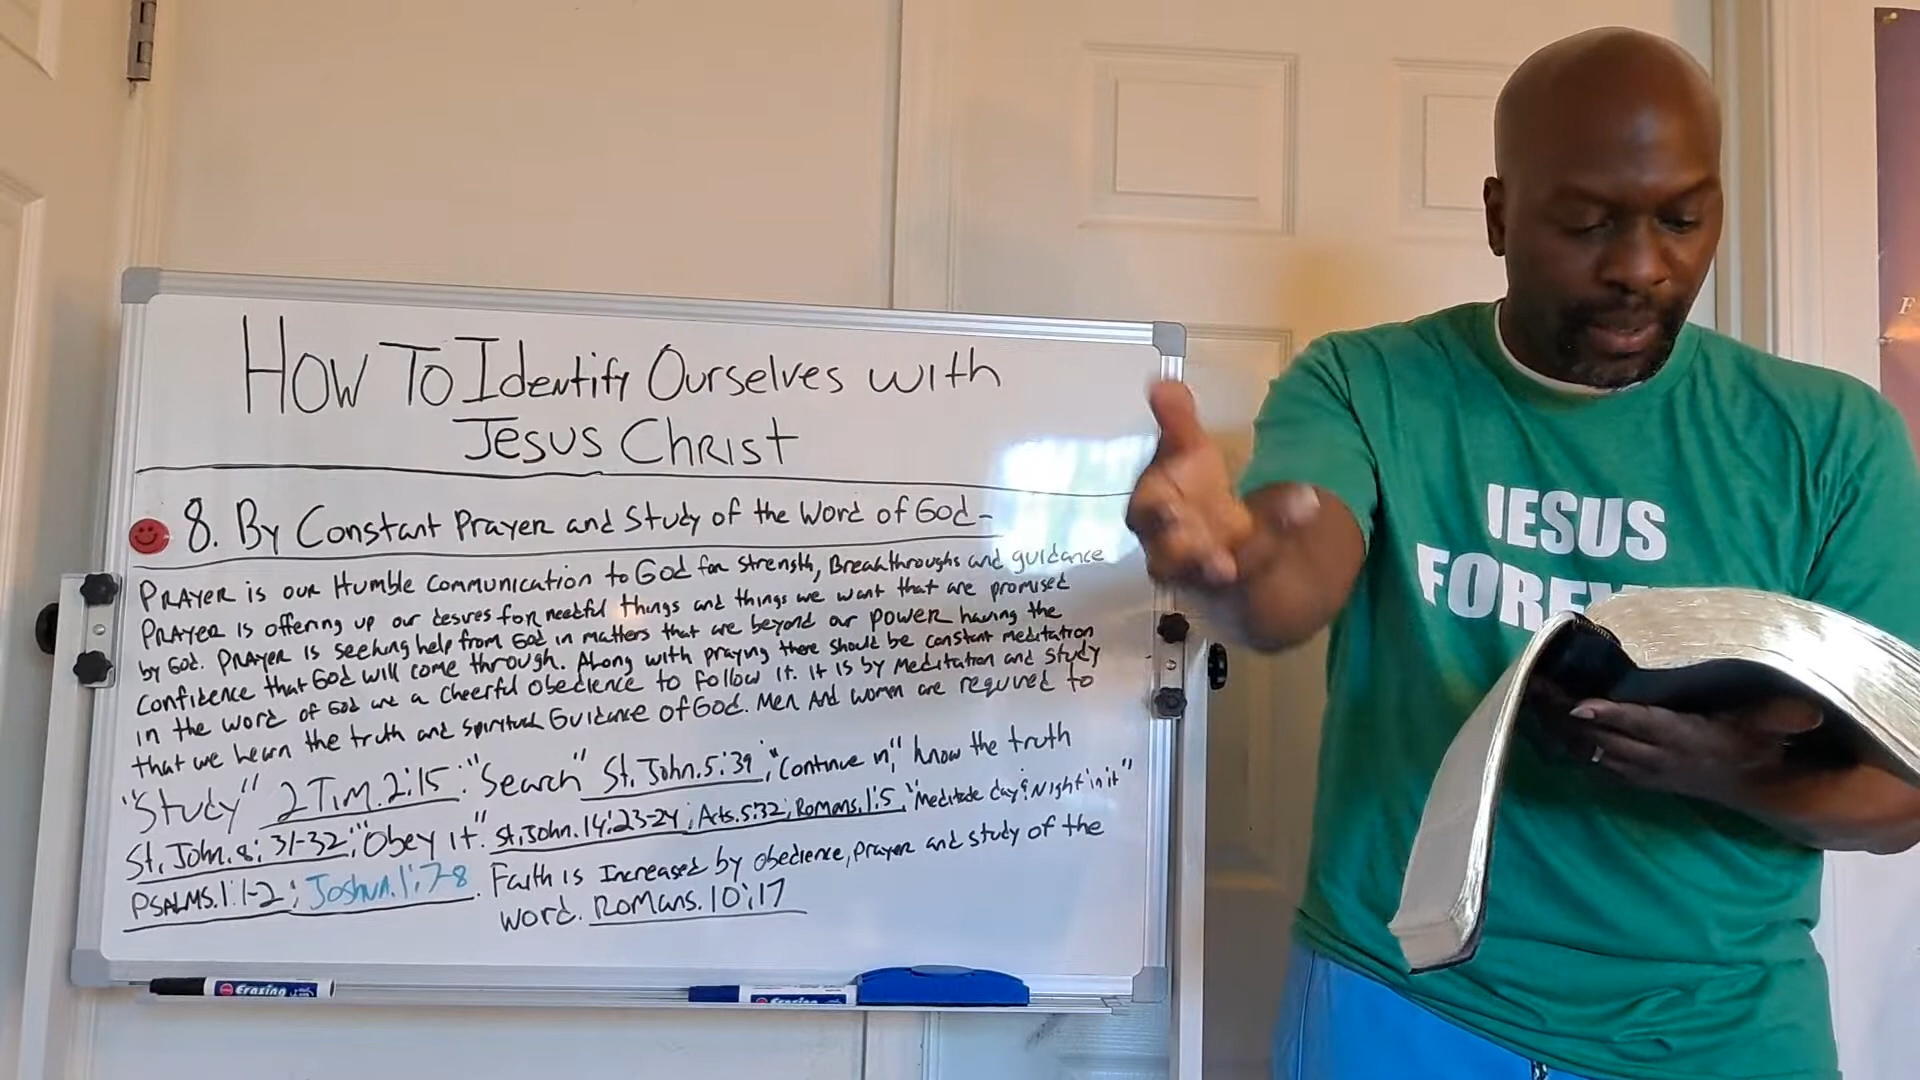 How To Identify Ourselves with
Jesus Christ
8. By Constant Prayer and Study of the Word of God-
Prayer is our Humble Communication to God for strength, Breakthroughs and guidance
Prayer is offering up our desires for needful things and things we want that are promised
by God. Prayer is seeking help from God in matters that are beyond our power having the
confidence that God will come through. Along with praying there should be constant meditation
in the word of God and a cheerful obedience to follow it. It is by Meditation and Study
that we learn the truth and spiritual Guidance of God. Men And women are required to
"Study" 2 Tim. 2:15: "Search" St. John. 5:39; "Continue in," know the truth
St. John. 8:31-32; "Obey it". St. John. 14:23-24; Acts. 5:32; Romans. 1:5, "Meditate day & Night in it"
Psalms. 1:1-2; Joshua. 1:7-8. Faith is Increased by obedience, prayer and study of the
word. Romans. 10:17
JESUS
FORE
Erasing
Erasing
F